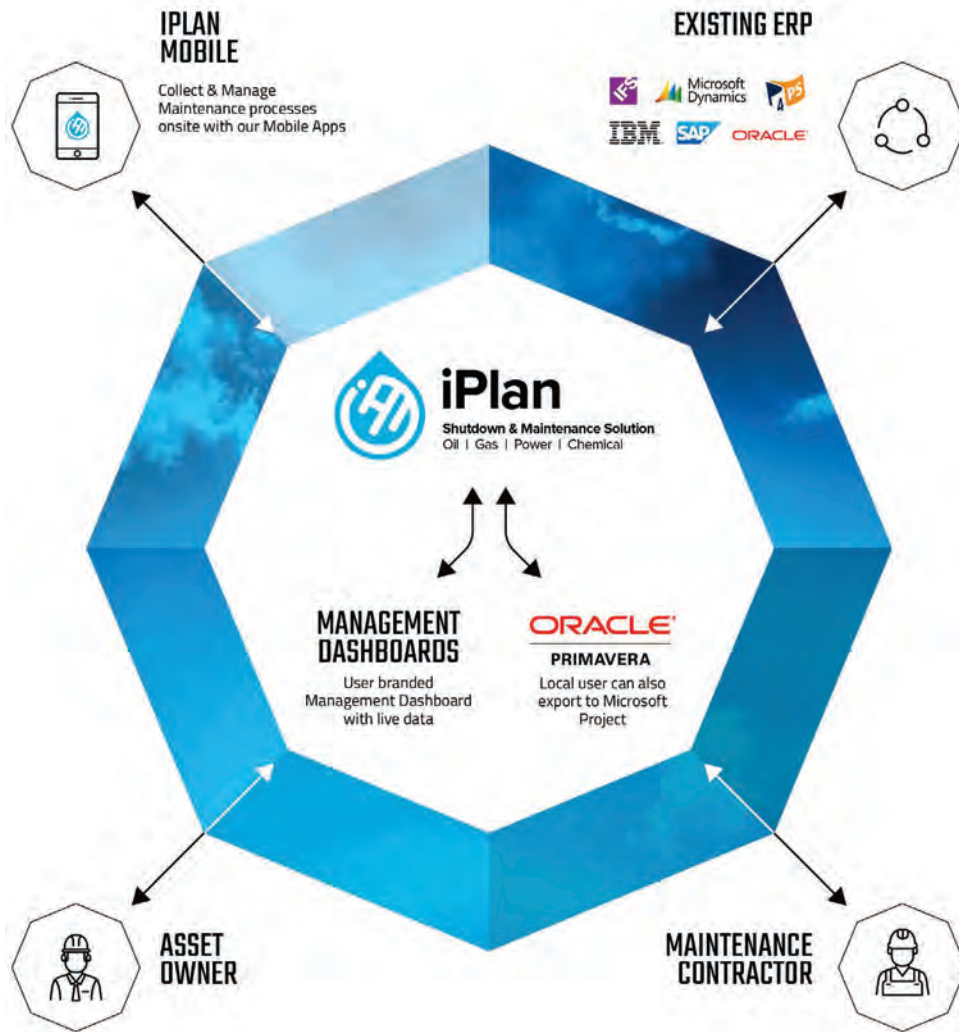 IPLAN
MOBILE
Collect & Manage
Maintenance processes
onsite with our Mobile Apps
EXISTING ERP
IFS
Microsoft
Dynamics
IBM
SAP
ORACLE
iPlan
Shutdown & Maintenance Solution
Oil | Gas | Power | Chemical
MANAGEMENT
DASHBOARDS
User branded
Management Dashboard
with live data
ORACLE
PRIMAVERA
Local user can also
export to Microsoft
Project
ASSET
OWNER
MAINTENANCE
CONTRACTOR